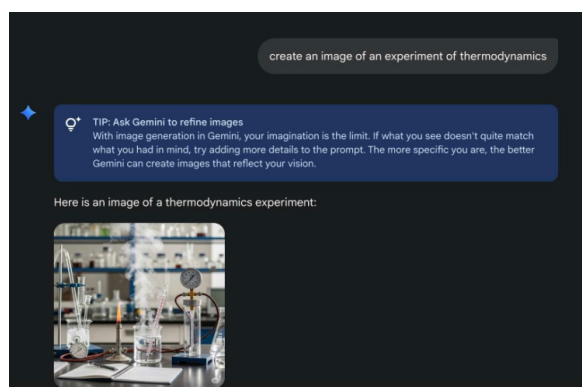 create an image of an experiment of thermodynamics
TIP: Ask Gemini to refine images
With image generation in Gemini, your imagination is the limit. If what you see doesn't quite match
what you had in mind, try adding more details to the prompt. The more specific you are, the better
Gemini can create images that reflect your vision.
Here is an image of a thermodynamics experiment: